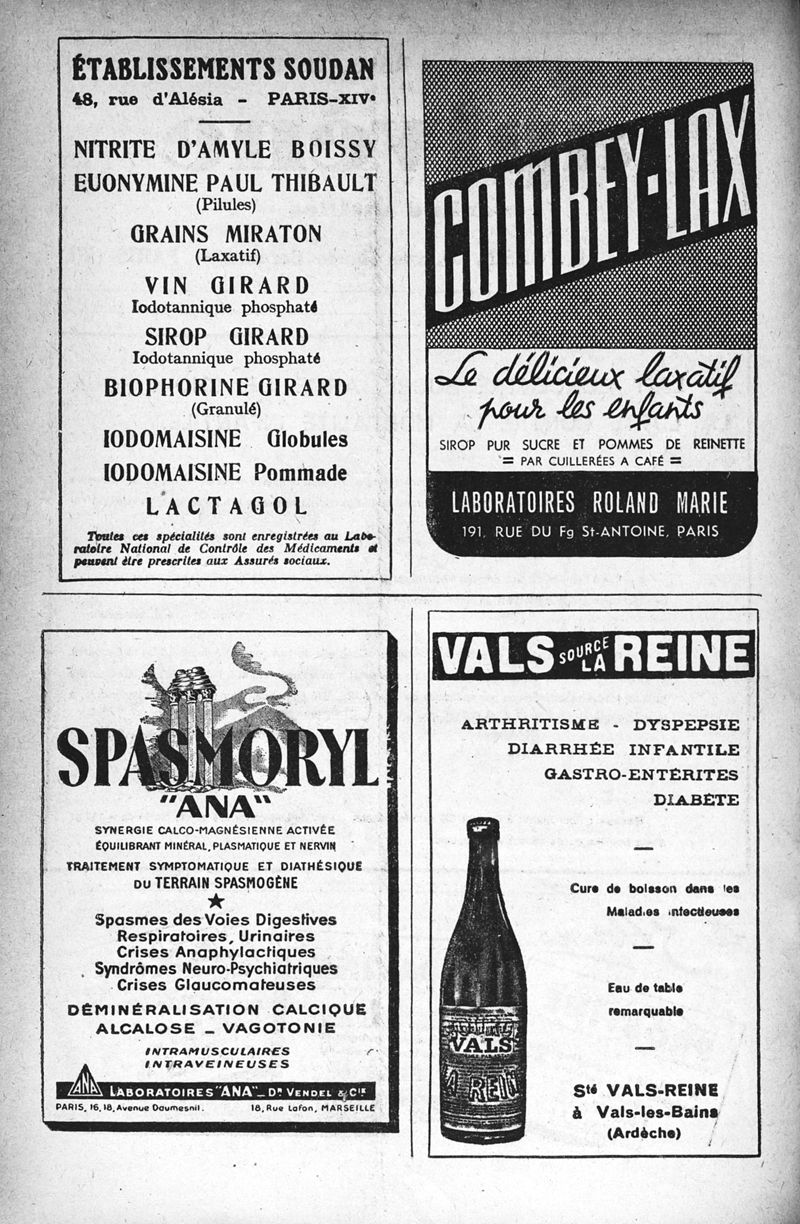 ÉTABLISSEMENTS SOUDAN
48, rue d'Alésia - PARIS-XIVe
NITRITE D'AMYLE BOISSY
EUONYMINE PAUL THIBAULT
(Pilules)
GRAINS MIRATON
(Laxatif)
VIN GIRARD
Iodotannique phosphaté
SIROP GIRARD
Iodotannique phosphaté
BIOPHORINE GIRARD
(Granulé)
IODOMAISINE Globules
IODOMAISINE Pommade
LACTAGOL
Toutes ces spécialités sont enregistrées au Labo-
ratoire National de Contrôle des Médicaments et
peuvent être prescrites aux Assurés sociaux.
COMBEY-LAX
Le délicieux laxatif
pour les enfants
SIROP PUR SUCRE ET POMMES DE REINETTE
= PAR CUILLERÉES A CAFÉ =
LABORATOIRES ROLAND MARIE
191, RUE DU Fg St-ANTOINE, PARIS
SPASMORYL
"ANA"
SYNERGIE CALCO-MAGNÉSIENNE ACTIVÉE
ÉQUILIBRANT MINÉRAL, PLASMATIQUE ET NERVIN
TRAITEMENT SYMPTOMATIQUE ET DIATHÉSIQUE
DU TERRAIN SPASMOGÈNE
Spasmes des Voies Digestives
Respiratoires, Urinaires
Crises Anaphylactiques
Syndrômes Neuro-Psychiatriques
Crises Glaucomateuses
DÉMINÉRALISATION CALCIQUE
ALCALOSE _ VAGOTONIE
INTRAMUSCULAIRES
INTRAVEINEUSES
ANA LABORATOIRES "ANA" _ Dr VENDEL & Cie
PARIS, 16, 18, Avenue Daumesnil. 18, Rue Lafon, MARSEILLE
VALS SOURCE LA REINE
ARTHRITISME - DYSPEPSIE
DIARRHÉE INFANTILE
GASTRO-ENTÉRITES
DIABÈTE
Cure de boisson dans les
Maladies infectieuses
Eau de table
remarquable
Sté VALS-REINE
à Vals-les-Bains
(Ardèche)
SOURCE
VALS
LA REIN